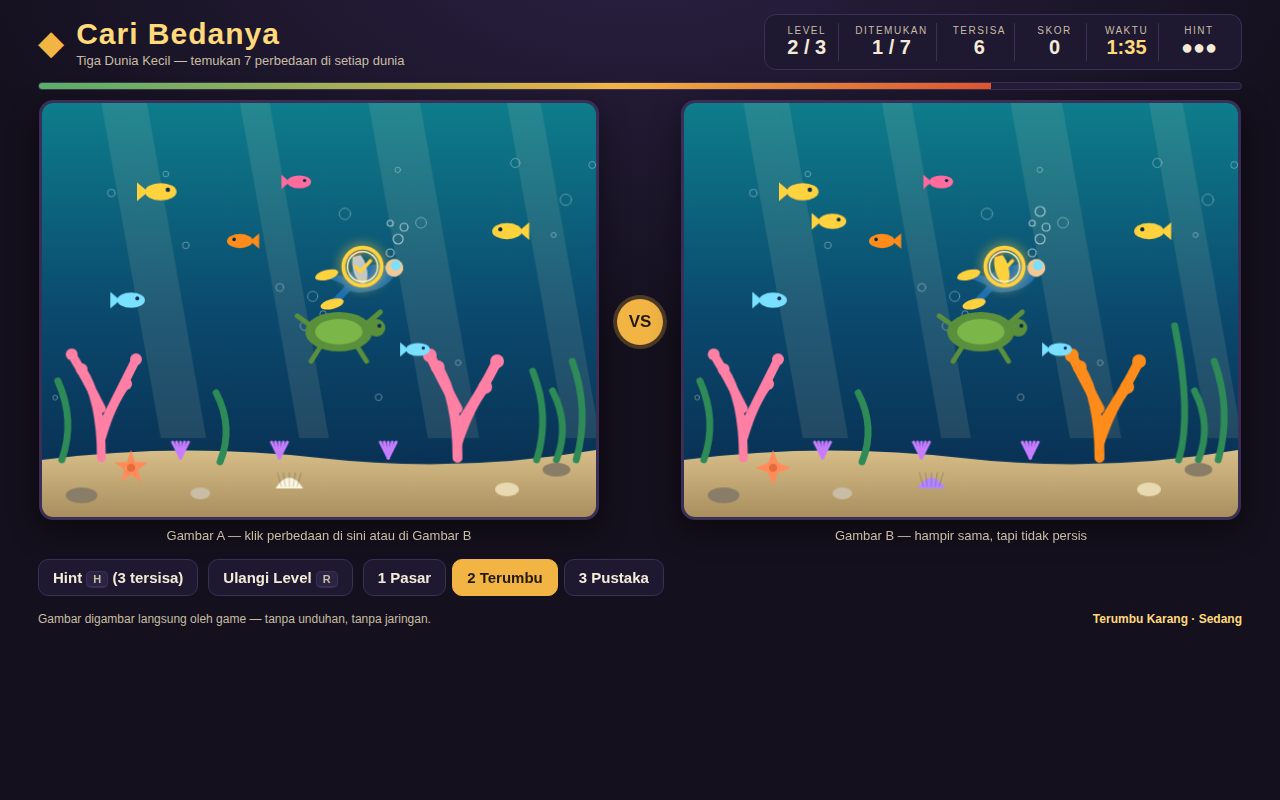 Cari Bedanya
Tiga Dunia Kecil — temukan 7 perbedaan di setiap dunia
LEVEL
2 / 3
DITEMUKAN
1 / 7
TERSISA
6
SKOR
0
WAKTU
1:35
HINT
VS
Gambar A — klik perbedaan di sini atau di Gambar B
Gambar B — hampir sama, tapi tidak persis
Hint H (3 tersisa)
Ulangi Level R
1 Pasar
2 Terumbu
3 Pustaka
Gambar digambar langsung oleh game — tanpa unduhan, tanpa jaringan.
Terumbu Karang · Sedang